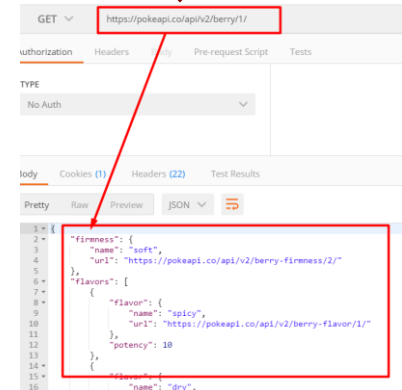 GET https://pokeapi.co/api/v2/berry/1/
Authorization Headers Body Pre-request Script Tests
TYPE
No Auth
Body Cookies (1) Headers (22) Test Results
Pretty Raw Preview JSON
1 {
2 "firmness": {
3 "name": "soft",
4 "url": "https://pokeapi.co/api/v2/berry-firmness/2/"
5 },
6 "flavors": [
7 {
8 "flavor": {
9 "name": "spicy",
10 "url": "https://pokeapi.co/api/v2/berry-flavor/1/"
11 },
12 "potency": 10
13 },
14 {
15 "flavor": {
16 "name": "dry",